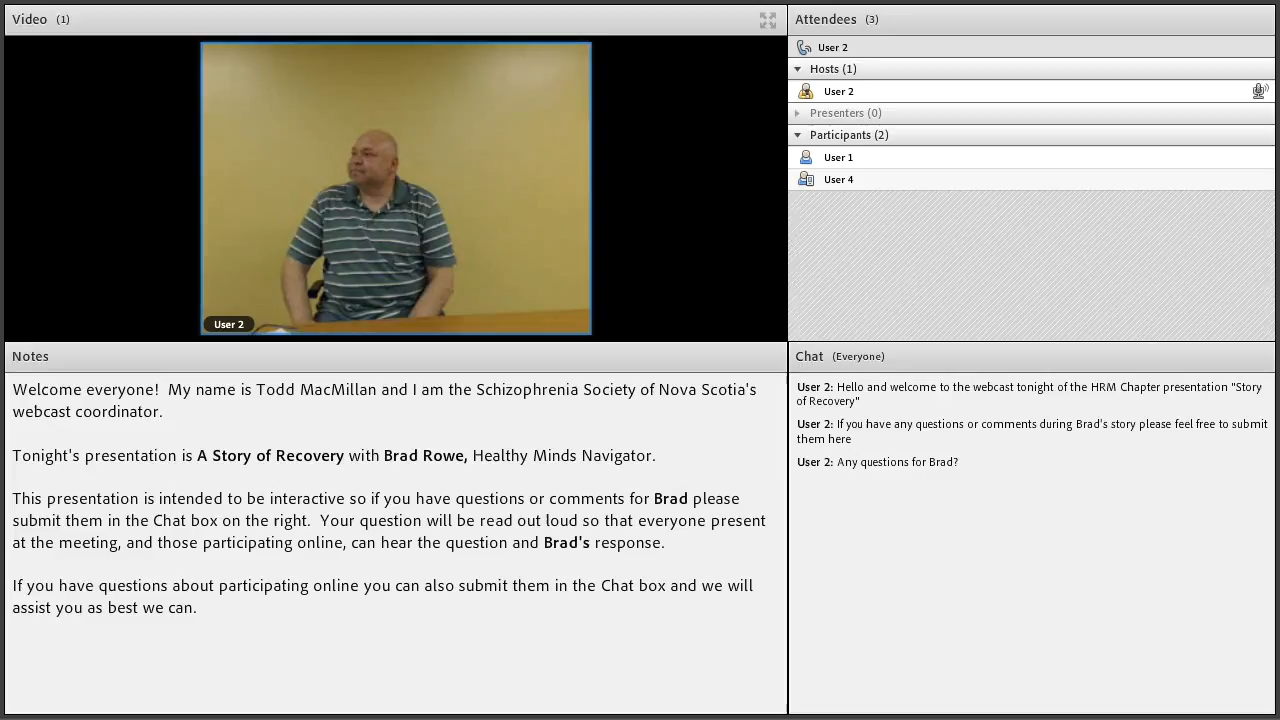 Video (1)
User 2
Attendees (3)
User 2
Hosts (1)
User 2
Presenters (0)
Participants (2)
User 1
User 4
Notes
Welcome everyone!  My name is Todd MacMillan and I am the Schizophrenia Society of Nova Scotia's
webcast coordinator.
Tonight's presentation is A Story of Recovery with Brad Rowe, Healthy Minds Navigator.
This presentation is intended to be interactive so if you have questions or comments for Brad please
submit them in the Chat box on the right.  Your question will be read out loud so that everyone present
at the meeting, and those participating online, can hear the question and Brad's response.
If you have questions about participating online you can also submit them in the Chat box and we will
assist you as best we can.
Chat (Everyone)
User 2: Hello and welcome to the webcast tonight of the HRM Chapter presentation "Story
of Recovery"
User 2: If you have any questions or comments during Brad's story please feel free to submit
them here
User 2: Any questions for Brad?